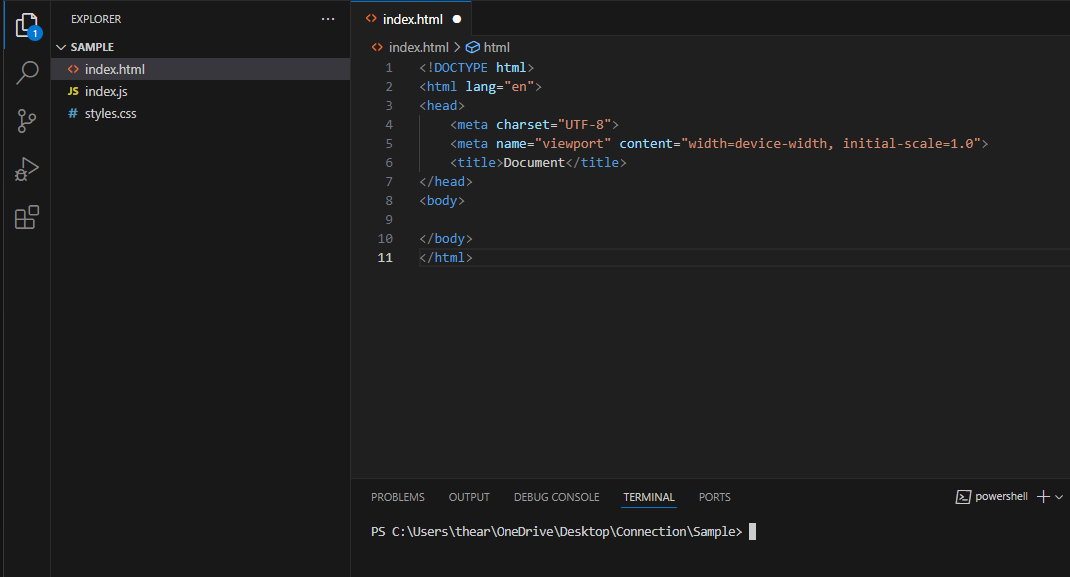 EXPLORER ···
1
SAMPLE
index.html
JS index.js
# styles.css
index.html
index.html > html
1 <!DOCTYPE html>
2 <html lang="en">
3 <head>
4     <meta charset="UTF-8">
5     <meta name="viewport" content="width=device-width, initial-scale=1.0">
6     <title>Document</title>
7 </head>
8 <body>
9
10 </body>
11 </html>
PROBLEMS OUTPUT DEBUG CONSOLE TERMINAL PORTS powershell
PS C:\Users\thear\OneDrive\Desktop\Connection\Sample>